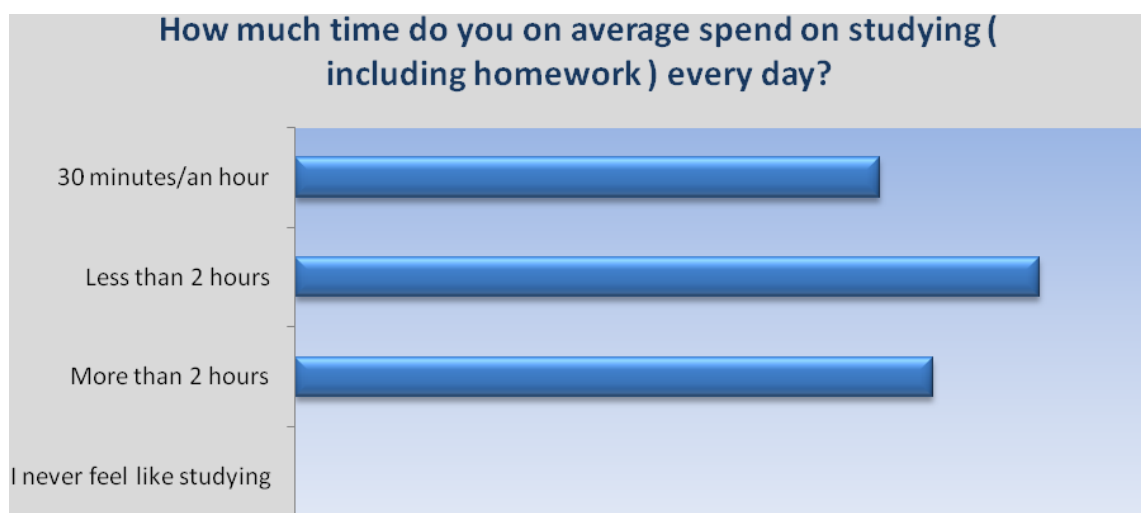 How much time do you on average spend on studying (
including homework ) every day?
30 minutes/an hour
Less than 2 hours
More than 2 hours
I never feel like studying